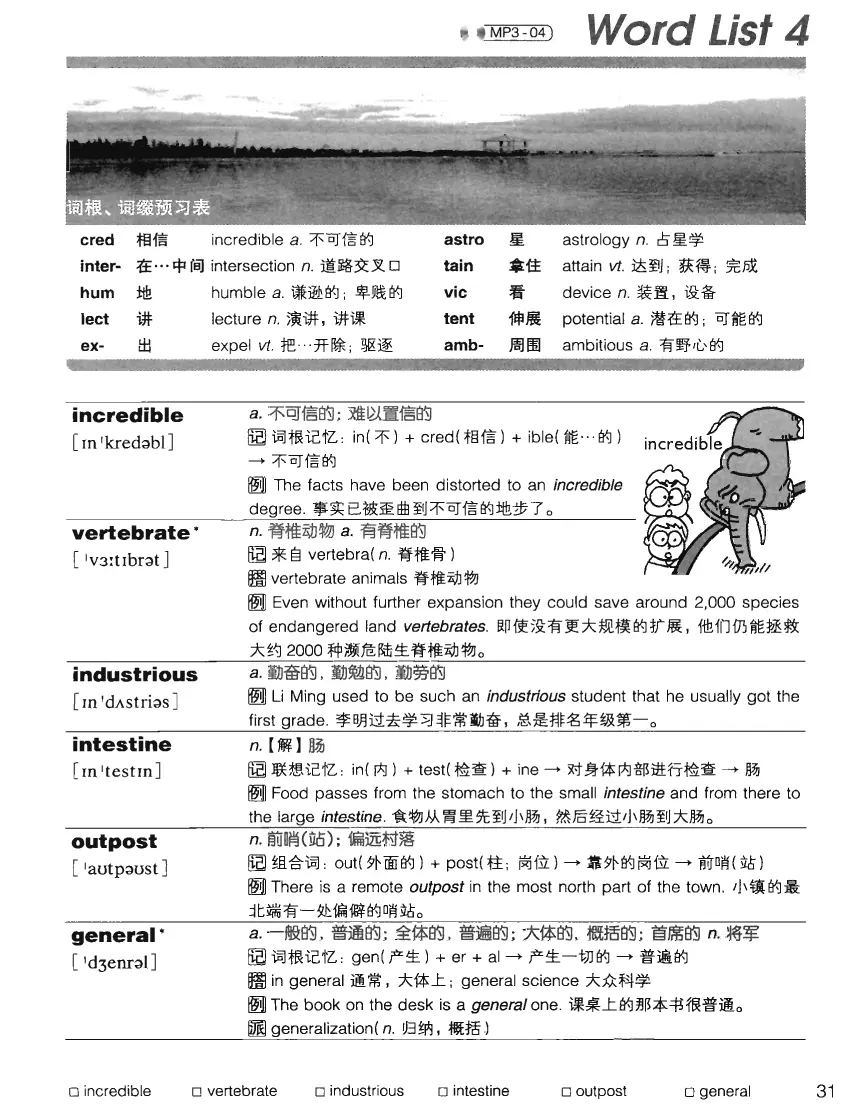 MP3-04
Word List 4
词根、词缀预习表
cred 相信 incredible a. 不可信的 astro 星 astrology n. 占星学
inter- 在…中间 intersection n. 道路交叉口 tain 拿住 attain vt. 达到；获得；完成
hum 地 humble a. 谦逊的；卑贱的 vic 看 device n. 装置，设备
lect 讲 lecture n. 演讲，讲课 tent 伸展 potential a. 潜在的；可能的
ex- 出 expel vt. 把…开除；驱逐 amb- 周围 ambitious a. 有野心的
incredible a. 不可信的；难以置信的
[ɪnˈkredəbl] 记 词根记忆：in(不) + cred(相信) + ible(能…的)
→ 不可信的
例 The facts have been distorted to an incredible
degree. 事实已被歪曲到不可信的地步了。
incredible
vertebrate* n. 脊椎动物 a. 有脊椎的
[ˈvɜːtɪbrət] 记 来自 vertebra(n. 脊椎骨)
搭 vertebrate animals 脊椎动物
例 Even without further expansion they could save around 2,000 species
of endangered land vertebrates. 即使没有更大规模的扩展，他们仍能拯救
大约 2000 种濒危陆生脊椎动物。
industrious a. 勤奋的，勤勉的，勤劳的
[ɪnˈdʌstriəs] 例 Li Ming used to be such an industrious student that he usually got the
first grade. 李明过去学习非常勤奋，总是排名年级第一。
intestine n.【解】肠
[ɪnˈtestɪn] 记 联想记忆：in(内) + test(检查) + ine → 对身体内部进行检查 → 肠
例 Food passes from the stomach to the small intestine and from there to
the large intestine. 食物从胃里先到小肠，然后经过小肠到大肠。
outpost n. 前哨(站)；偏远村落
[ˈaʊtpəʊst] 记 组合词：out(外面的) + post(柱；岗位) → 靠外的岗位 → 前哨(站)
例 There is a remote outpost in the most north part of the town. 小镇的最
北端有一处偏僻的哨站。
general* a. 一般的，普通的；全体的，普遍的；大体的，概括的；首席的 n. 将军
[ˈdʒenrəl] 记 词根记忆：gen(产生) + er + al → 产生一切的 → 普遍的
搭 in general 通常，大体上；general science 大众科学
例 The book on the desk is a general one. 课桌上的那本书很普通。
派 generalization(n. 归纳，概括)
□ incredible □ vertebrate □ industrious □ intestine □ outpost □ general 31